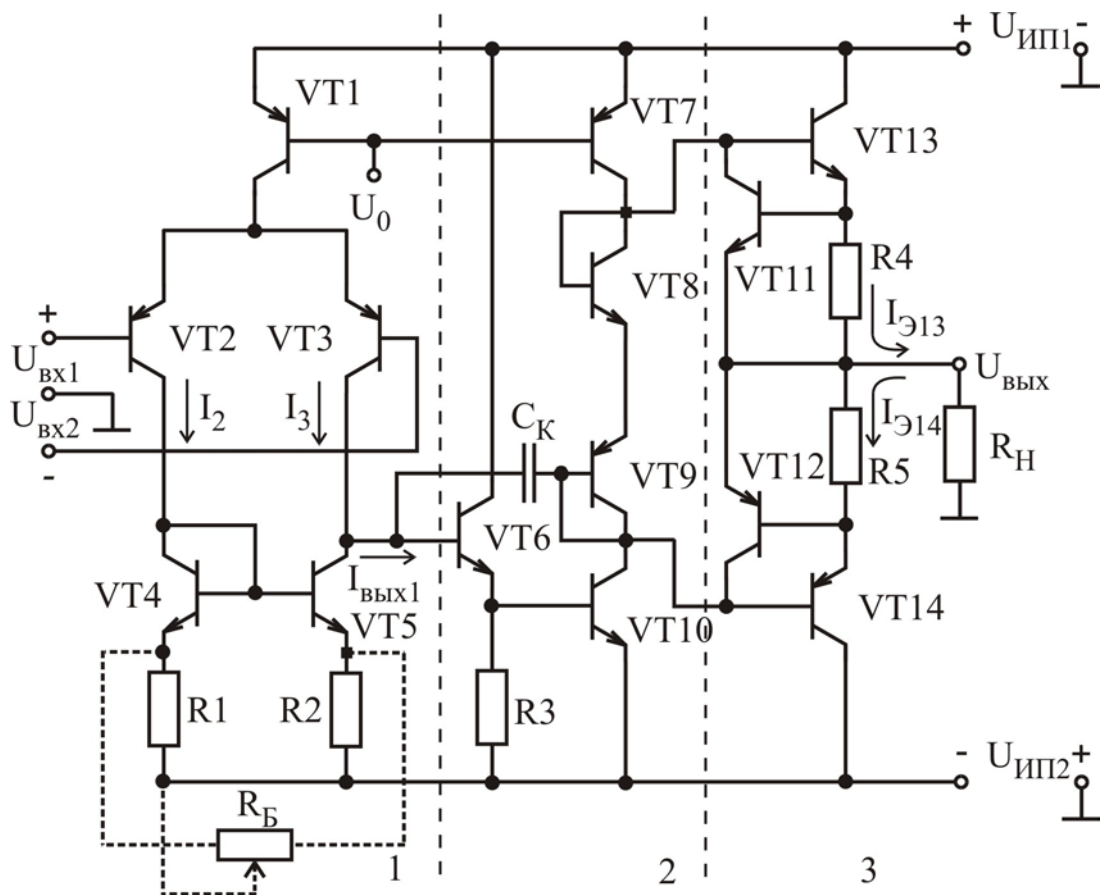 + U_ИП1 -
VT1
VT7
VT13
U_0
R4
VT8
VT11
I_Э13
+
VT2
VT3
U_вх1
U_вых
I_2
I_3
C_К
I_Э14
U_вх2
VT12
R_Н
-
VT9
R5
VT6
I_вых1
VT4
VT5
VT10
VT14
R1
R2
R3
- U_ИП2 +
R_Б
1
2
3